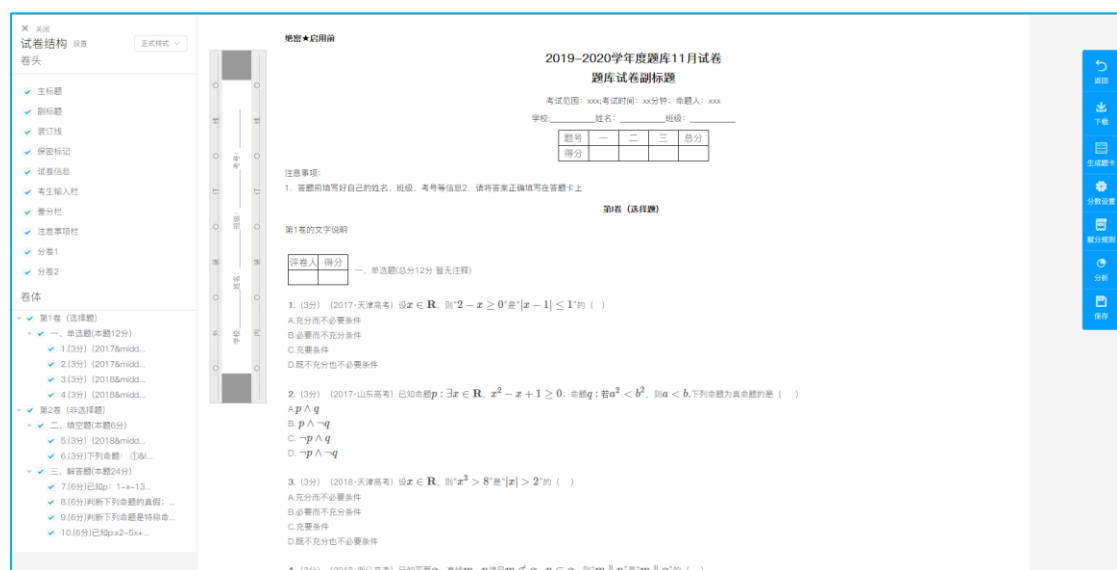 × 关闭
试卷结构 设置 正式样式
卷头
主标题
副标题
装订线
保密标记
试卷信息
考生输入栏
誊分栏
注意事项栏
分卷1
分卷2
卷体
第1卷（选择题）
一、单选题(本题12分)
1.(3分)（2017&midd...
2.(3分)（2017&midd...
3.(3分)（2018&midd...
4.(3分)（2018&midd...
第2卷（非选择题）
二、填空题(本题6分)
5.(3分)（2018&midd...
6.(3分)下列命题：①&i...
三、解答题(本题24分)
7.(6分)已知p：1-x-13...
8.(6分)判断下列命题的真假；...
9.(6分)判断下列命题是特称命...
10.(6分)已知p:x2-5x+...
学校: 姓名: 班级: 考号:
绝密★启用前
2019-2020学年度题库11月试卷
题库试卷副标题
考试范围：xxx;考试时间：xx分钟；命题人：xxx
学校:__________姓名：__________班级：__________
题号 一 二 三 总分
得分
注意事项:
1、答题前填写好自己的姓名、班级、考号等信息2、请将答案正确填写在答题卡上
第I卷（选择题）
第1卷的文字说明
评卷人 得分
一、单选题(总分12分 暂无注释)
1.（3分）（2017·天津高考）设x ∈ R，则"2 − x ≥ 0"是"|x − 1| ≤ 1"的（ ）
A.充分而不必要条件
B.必要而不充分条件
C.充要条件
D.既不充分也不必要条件
2.（3分）（2017·山东高考）已知命题p : ∃x ∈ R, x² − x + 1 ≥ 0；命题q : 若a² < b²，则a < b.下列命题为真命题的是（ ）
A.p ∧ q
B. p ∧ ¬q
C. ¬p ∧ q
D. ¬p ∧ ¬q
3.（3分）（2018·天津高考）设x ∈ R，则"x³ > 8"是"|x| > 2"的（ ）
A.充分而不必要条件
B.必要而不充分条件
C.充要条件
D.既不充分也不必要条件
返回
下载
生成题卡
分数设置
赋分规则
分析
保存